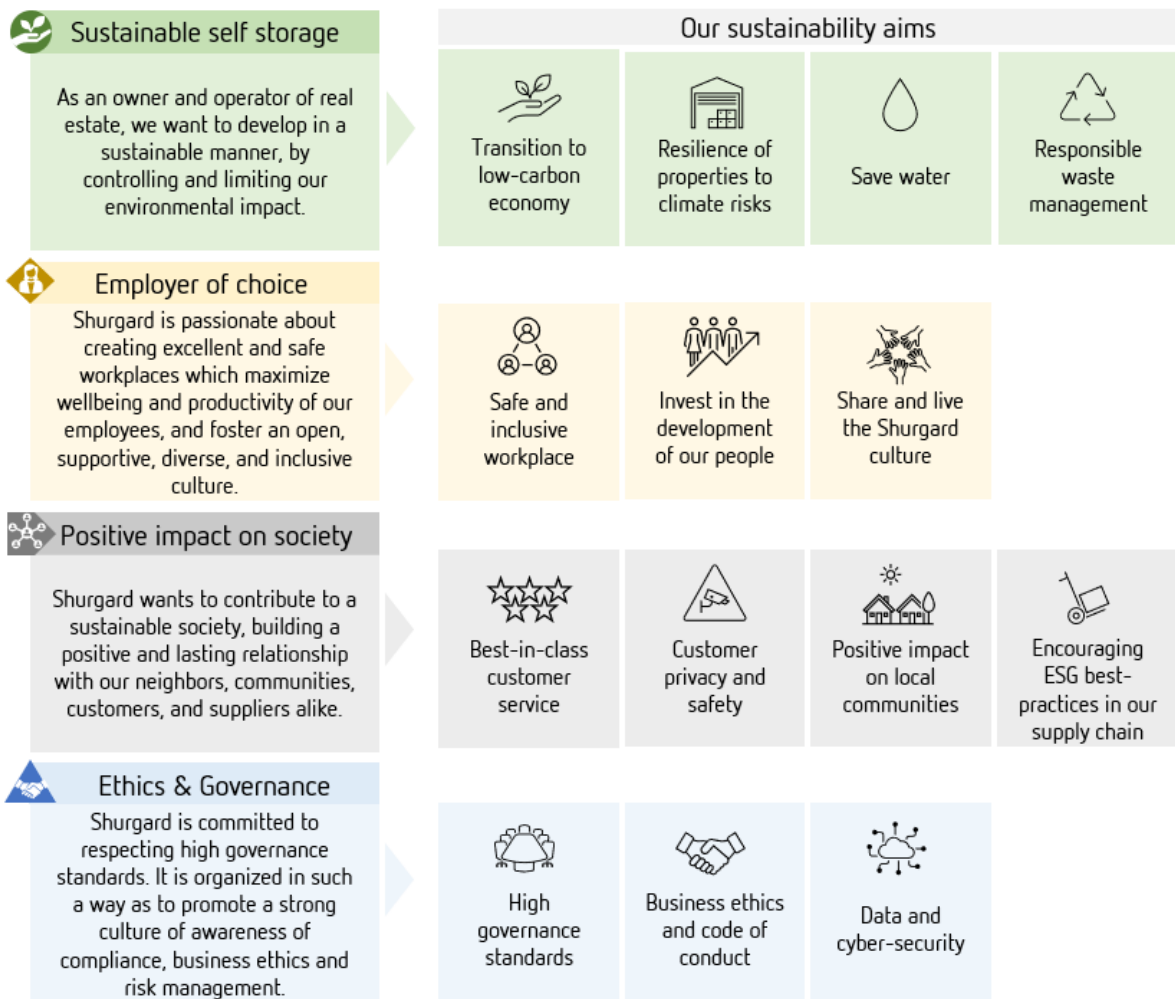 Sustainable self storage
Our sustainability aims
As an owner and operator of real
estate, we want to develop in a
sustainable manner, by
controlling and limiting our
environmental impact.
Transition to
low-carbon
economy
Resilience of
properties to
climate risks
Save water
Responsible
waste
management
Employer of choice
Shurgard is passionate about
creating excellent and safe
workplaces which maximize
wellbeing and productivity of our
employees, and foster an open,
supportive, diverse, and inclusive
culture.
Safe and
inclusive
workplace
Invest in the
development
of our people
Share and live
the Shurgard
culture
Positive impact on society
Shurgard wants to contribute to a
sustainable society, building a
positive and lasting relationship
with our neighbors, communities,
customers, and suppliers alike.
Best-in-class
customer
service
Customer
privacy and
safety
Positive impact
on local
communities
Encouraging
ESG best-
practices in our
supply chain
Ethics & Governance
Shurgard is committed to
respecting high governance
standards. It is organized in such
a way as to promote a strong
culture of awareness of
compliance, business ethics and
risk management.
High
governance
standards
Business ethics
and code of
conduct
Data and
cyber-security